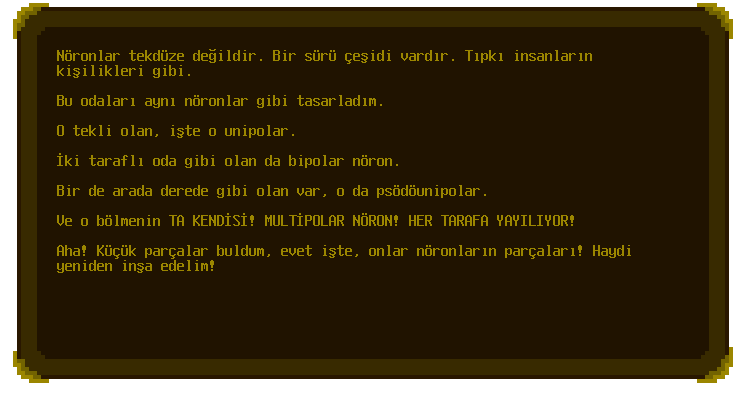 Nöronlar tekdüze değildir. Bir sürü çeşidi vardır. Tıpkı insanların
kişilikleri gibi.
Bu odaları aynı nöronlar gibi tasarladım.
O tekli olan, işte o unipolar.
İki taraflı oda gibi olan da bipolar nöron.
Bir de arada derede gibi olan var, o da psödöunipolar.
Ve o bölmenin TA KENDİSİ! MULTİPOLAR NÖRON! HER TARAFA YAYILIYOR!
Aha! Küçük parçalar buldum, evet işte, onlar nöronların parçaları! Haydi
yeniden inşa edelim!